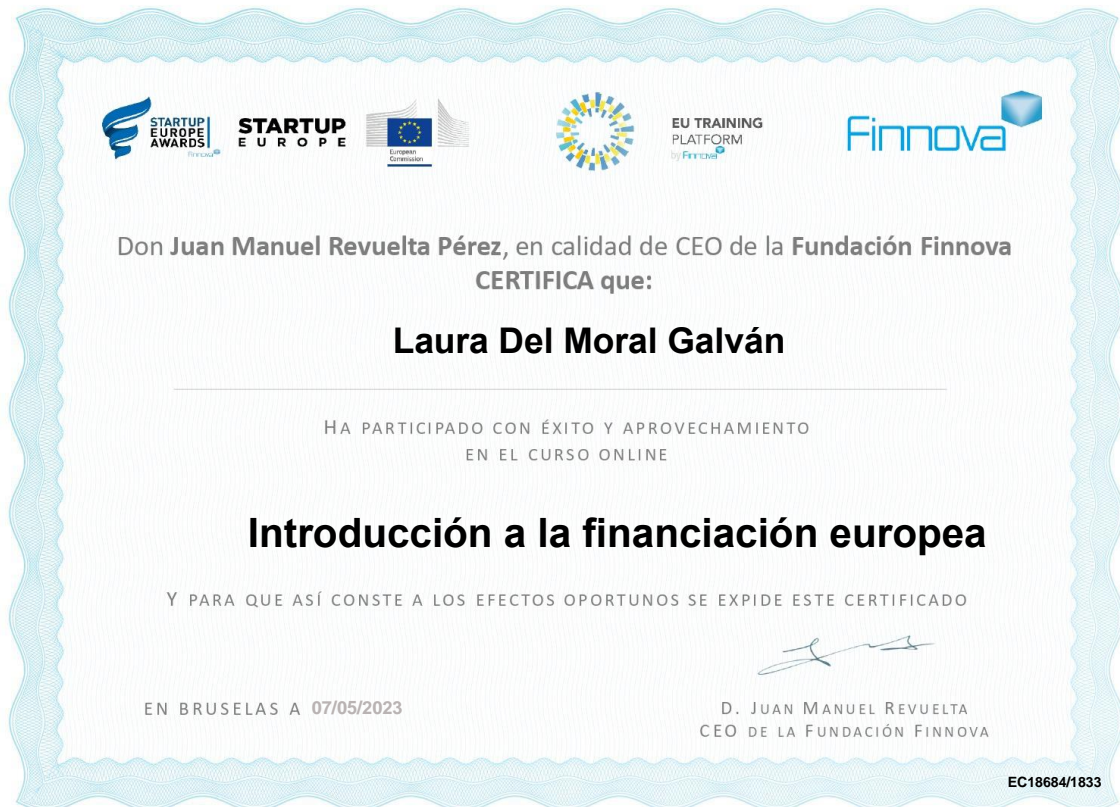 STARTUP
EUROPE
AWARDS
Finnova
STARTUP
EUROPE
European
Commission
EU TRAINING
PLATFORM
by Finnova
Finnova
Don Juan Manuel Revuelta Pérez, en calidad de CEO de la Fundación Finnova
CERTIFICA que:
Laura Del Moral Galván
HA PARTICIPADO CON ÉXITO Y APROVECHAMIENTO
EN EL CURSO ONLINE
Introducción a la financiación europea
Y PARA QUE ASÍ CONSTE A LOS EFECTOS OPORTUNOS SE EXPIDE ESTE CERTIFICADO
EN BRUSELAS A 07/05/2023
D. JUAN MANUEL REVUELTA
CEO DE LA FUNDACIÓN FINNOVA
EC18684/1833